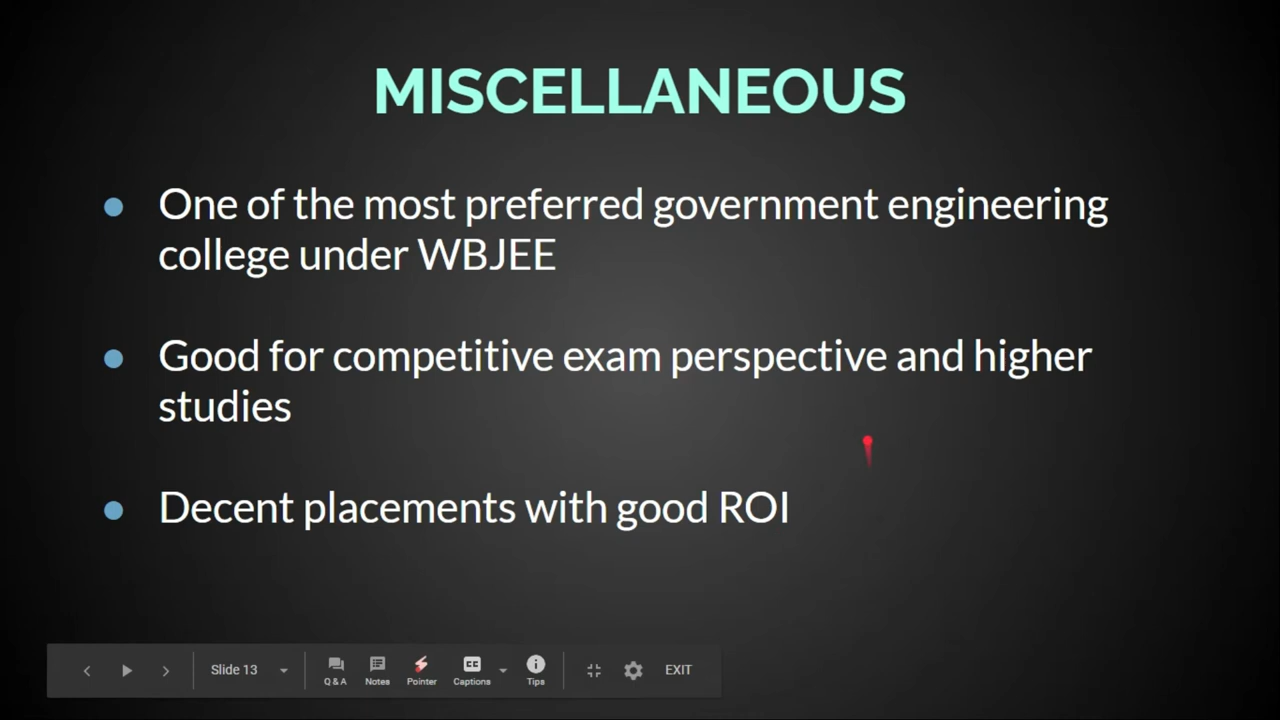 MISCELLANEOUS
One of the most preferred government engineering
college under WBJEE
Good for competitive exam perspective and higher
studies
Decent placements with good ROI
Slide 13
Q & A
Notes
Pointer
CC
Captions
Tips
EXIT